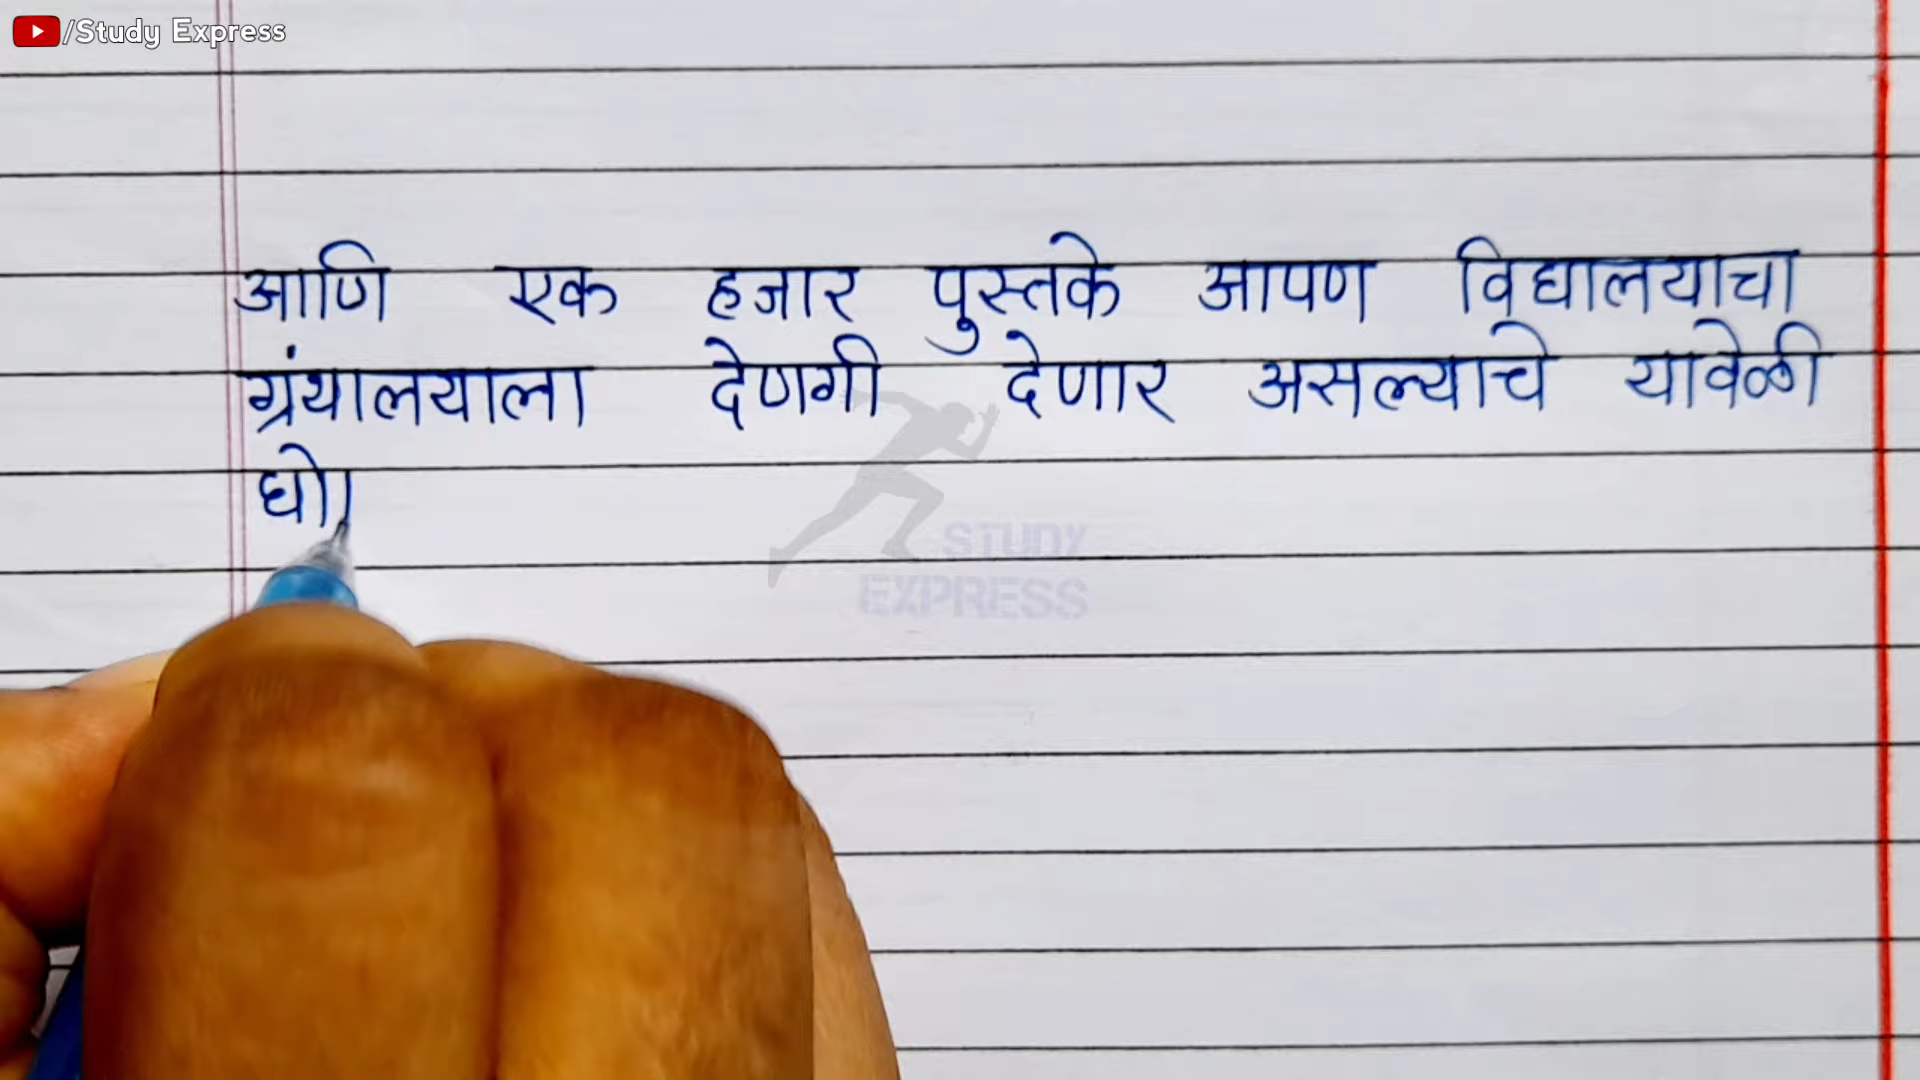 /Study Express
आणि एक हजार पुस्तके आपण विद्यालयाचा
ग्रंथालयाला देणगी देणार असल्याचे यावेळी
घो
STUDY
EXPRESS